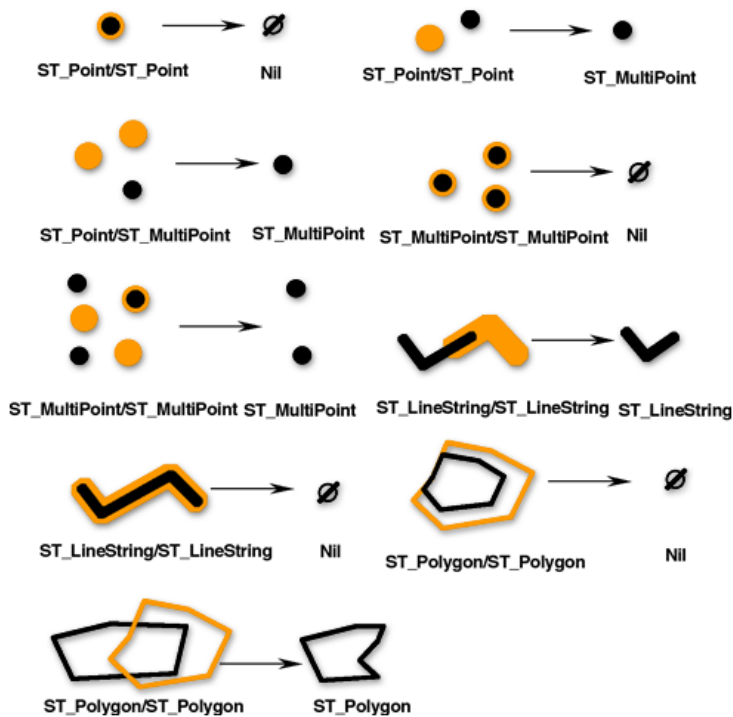 ST_Point/ST_Point
Nil
ST_Point/ST_Point
ST_MultiPoint
ST_Point/ST_MultiPoint
ST_MultiPoint
ST_MultiPoint/ST_MultiPoint
Nil
ST_MultiPoint/ST_MultiPoint
ST_MultiPoint
ST_LineString/ST_LineString
ST_LineString
ST_LineString/ST_LineString
Nil
ST_Polygon/ST_Polygon
Nil
ST_Polygon/ST_Polygon
ST_Polygon